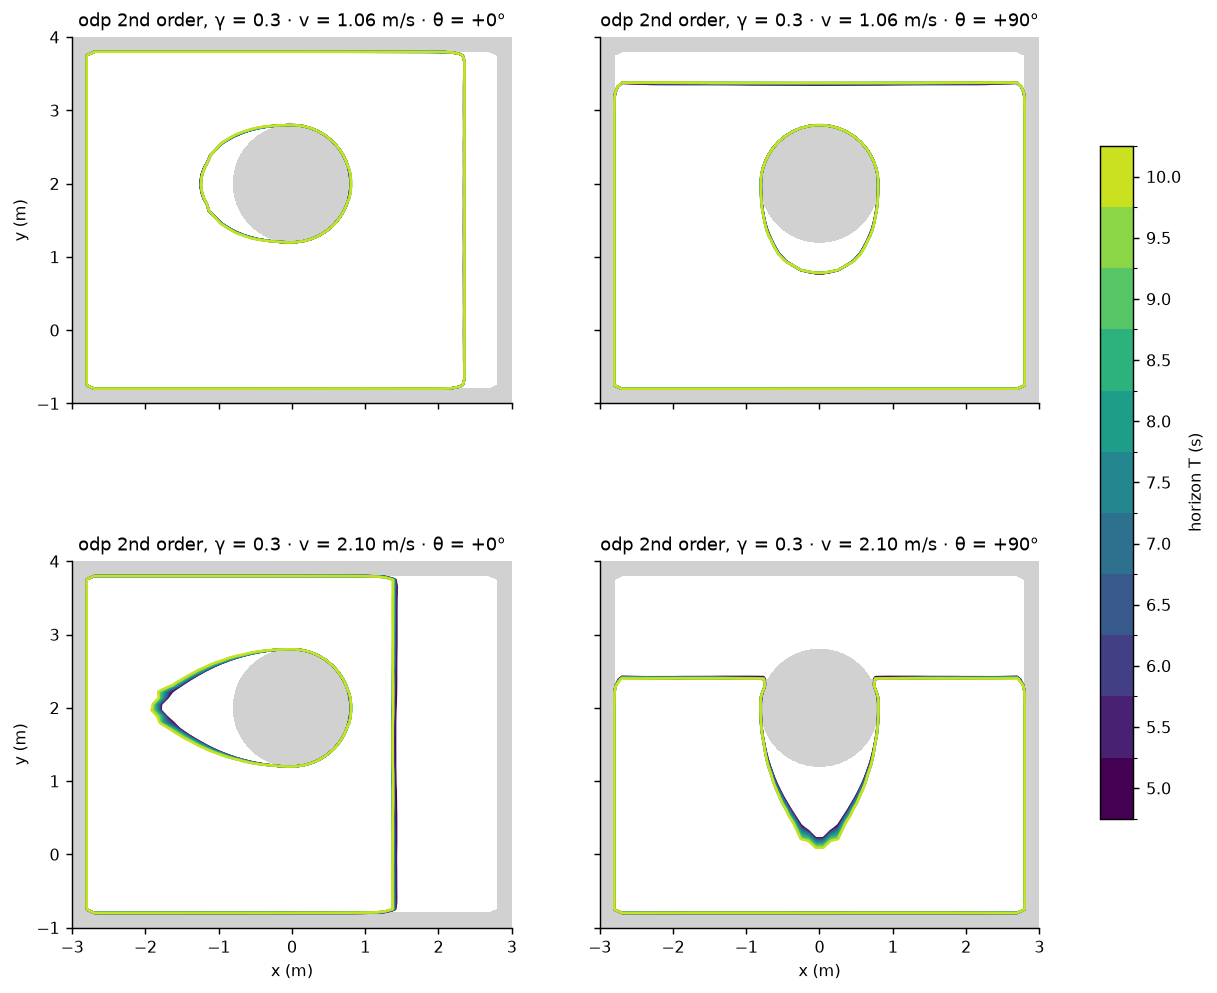 odp 2nd order, γ = 0.3 · v = 1.06 m/s · θ = +0°
odp 2nd order, γ = 0.3 · v = 1.06 m/s · θ = +90°
4
3
2
1
0
−1
y (m)
odp 2nd order, γ = 0.3 · v = 2.10 m/s · θ = +0°
odp 2nd order, γ = 0.3 · v = 2.10 m/s · θ = +90°
4
3
2
1
0
−1
y (m)
−3 −2 −1 0 1 2 3
x (m)
−3 −2 −1 0 1 2 3
x (m)
10.0
9.5
9.0
8.5
8.0
7.5
7.0
6.5
6.0
5.5
5.0
horizon T (s)